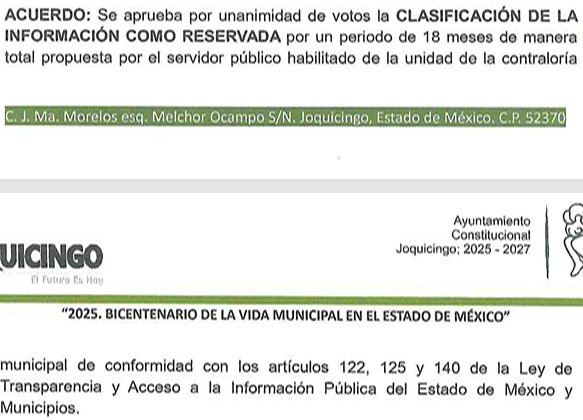 ACUERDO: Se aprueba por unanimidad de votos la CLASIFICACIÓN DE LA
INFORMACIÓN COMO RESERVADA por un periodo de 18 meses de manera
total propuesta por el servidor público habilitado de la unidad de la contraloría
C. J. Ma. Morelos esq. Melchor Ocampo S/N. Joquicingo, Estado de México. C.P. 52370
Ayuntamiento
Constitucional
Joquicingo; 2025 - 2027
UICINGO
El Futuro Es Hoy
“2025. BICENTENARIO DE LA VIDA MUNICIPAL EN EL ESTADO DE MÉXICO”
municipal de conformidad con los artículos 122, 125 y 140 de la Ley de
Transparencia y Acceso a la Información Pública del Estado de México y
Municipios.